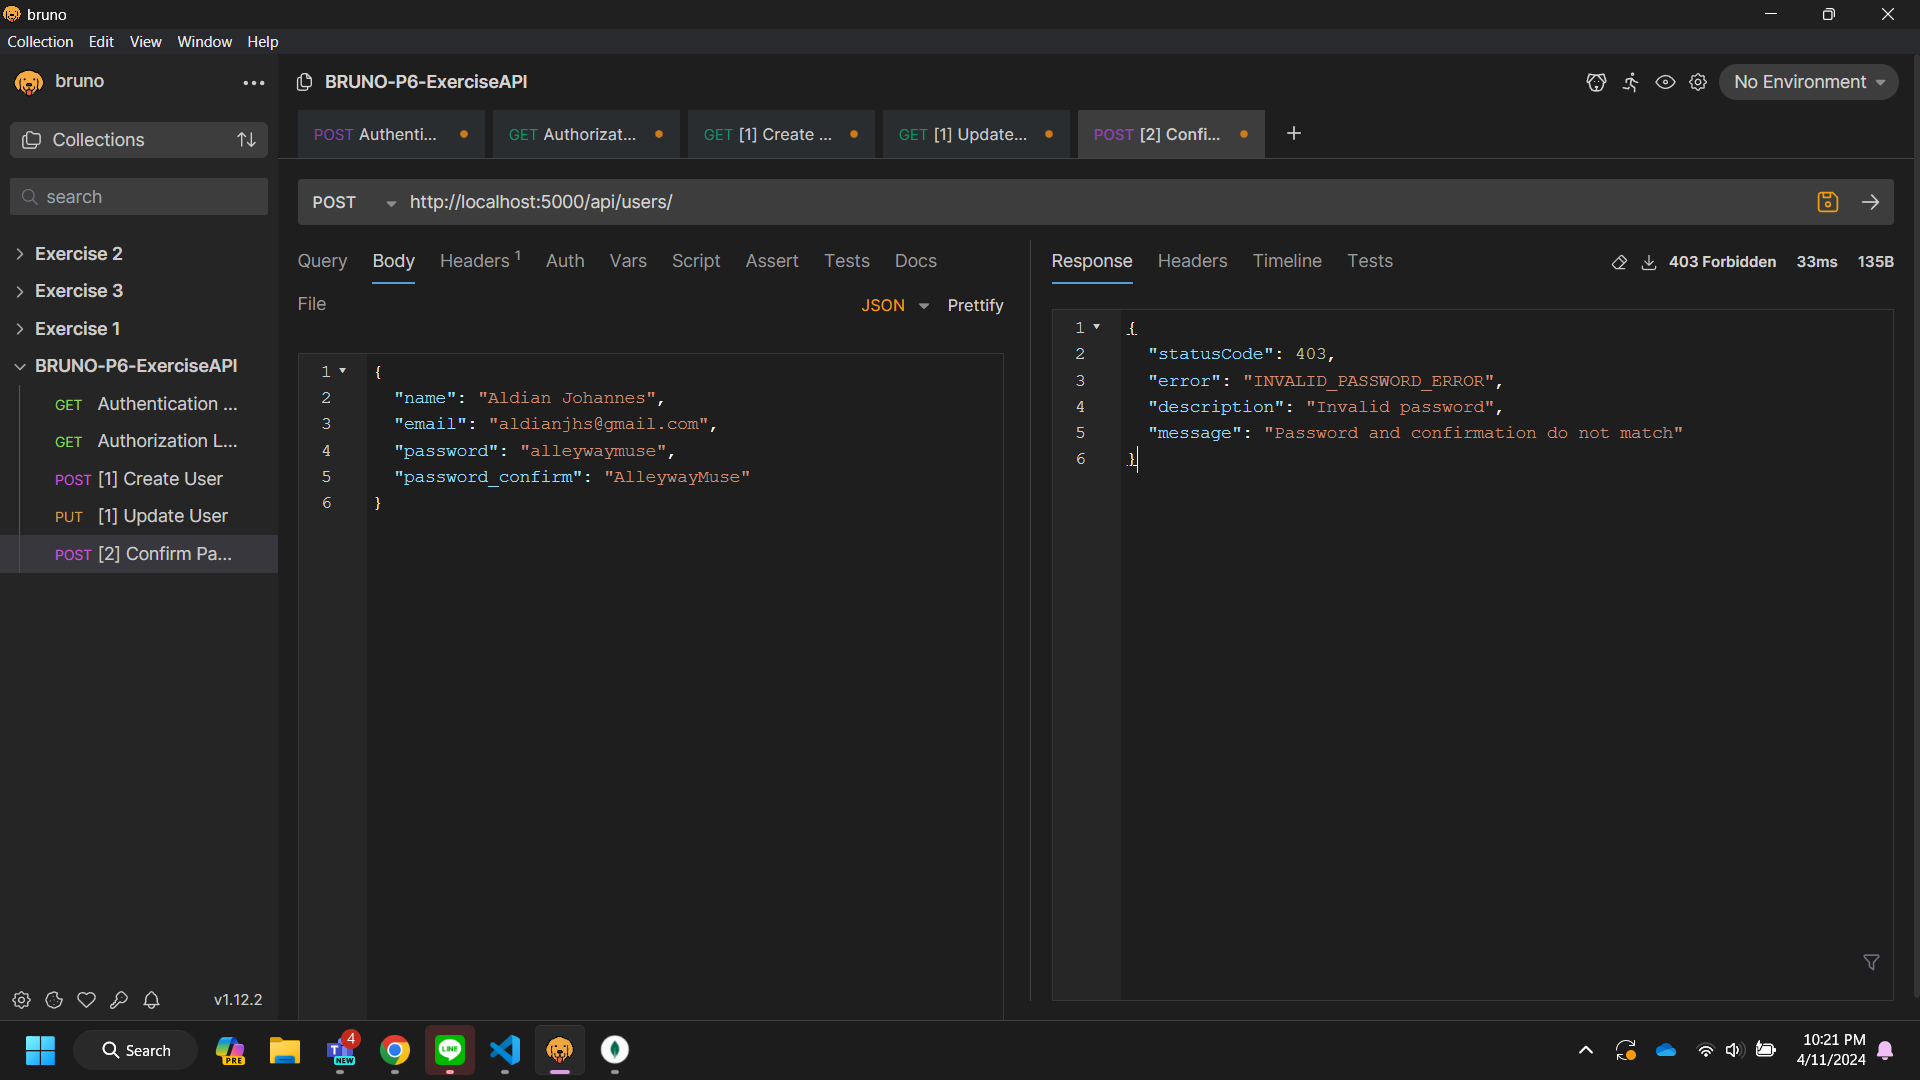 bruno
Collection Edit View Window Help
bruno
Collections
search
Exercise 2
Exercise 3
Exercise 1
BRUNO-P6-ExerciseAPI
GET Authentication ...
GET Authorization L...
POST [1] Create User
PUT [1] Update User
POST [2] Confirm Pa...
v1.12.2
BRUNO-P6-ExerciseAPI
No Environment
POST Authenti...
GET Authorizat...
GET [1] Create ...
GET [1] Update...
POST [2] Confi...
+
POST http://localhost:5000/api/users/
Query Body Headers 1 Auth Vars Script Assert Tests Docs
File
JSON Prettify
1 {
2 "name": "Aldian Johannes",
3 "email": "aldianjhs@gmail.com",
4 "password": "alleywaymuse",
5 "password_confirm": "AlleywayMuse"
6 }
Response Headers Timeline Tests
403 Forbidden 33ms 135B
1 {
2 "statusCode": 403,
3 "error": "INVALID_PASSWORD_ERROR",
4 "description": "Invalid password",
5 "message": "Password and confirmation do not match"
6 }
Search
PRE
4
NEW
LINE
10:21 PM
4/11/2024